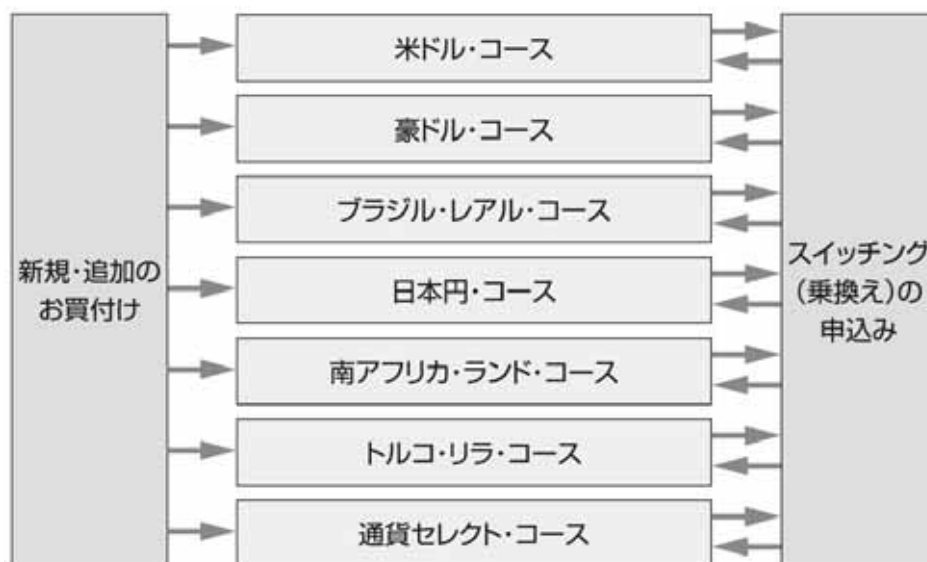 新規・追加の
お買付け
米ドル・コース
豪ドル・コース
ブラジル・レアル・コース
日本円・コース
南アフリカ・ランド・コース
トルコ・リラ・コース
通貨セレクト・コース
スイッチング
(乗換え)の
申込み